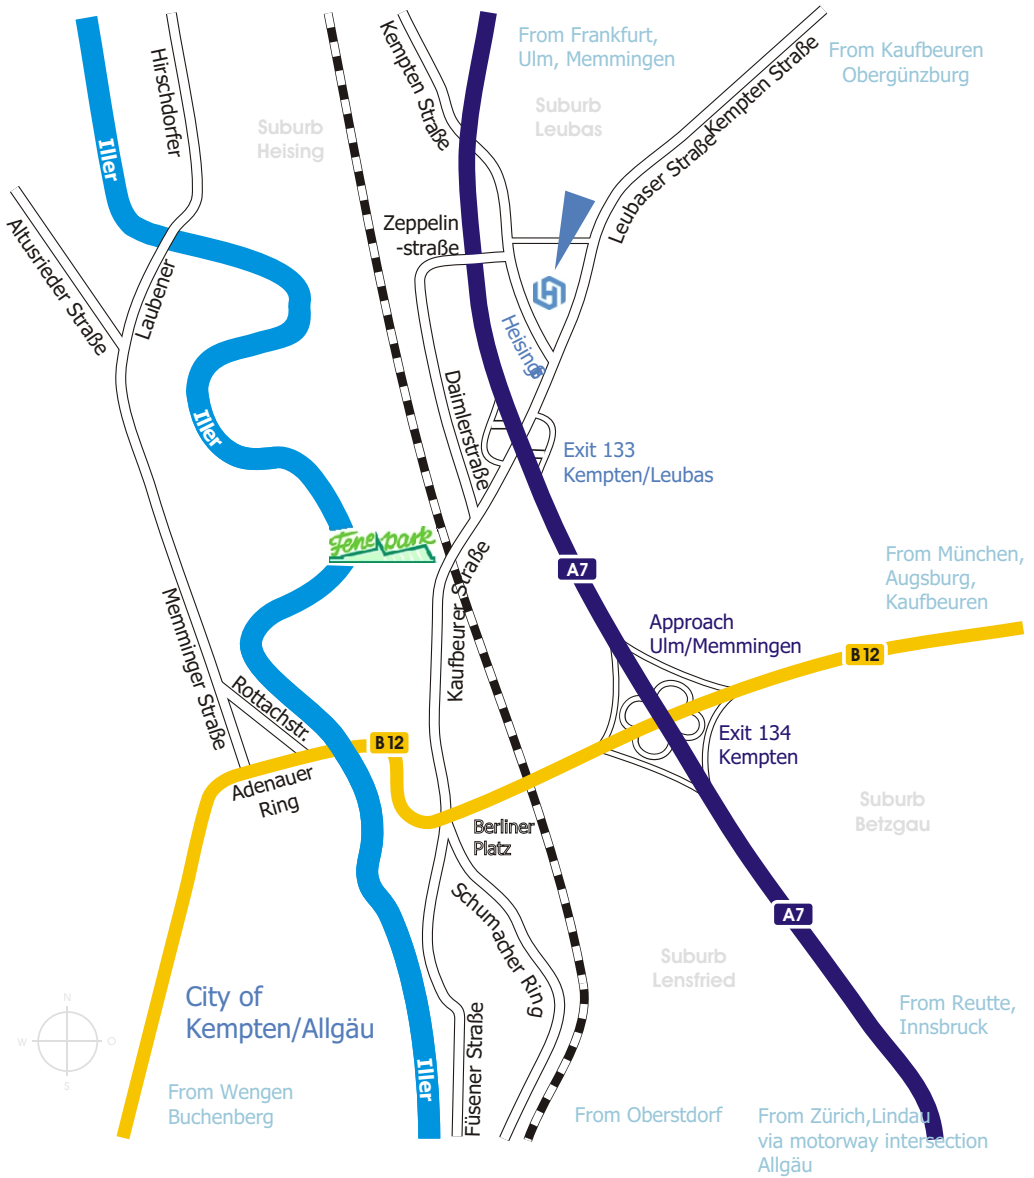 From Frankfurt,
Ulm, Memmingen
From Kaufbeuren
Obergünzburg
Kempten Straße
Kempten Straße
Hirschdorfer
Suburb
Heising
Suburb
Leubas
Iller
Leubaser Straße
Altusrieder Straße
Laubener
Zeppelin
-straße
Heising
Daimlerstraße
Iller
Exit 133
Kempten/Leubas
Fene park
A7
From München,
Augsburg,
Kaufbeuren
Kaufbeurer Straße
Memminger Straße
Approach
Ulm/Memmingen
B 12
Rottachstr.
B 12
Exit 134
Kempten
Adenauer
Ring
Berliner
Platz
Suburb
Betzgau
Schumacher Ring
A7
Suburb
Lensfried
City of
Kempten/Allgäu
N
W
O
S
From Reutte,
Innsbruck
Iller
Füsener Straße
From Wengen
Buchenberg
From Oberstdorf
From Zürich,Lindau
via motorway intersection
Allgäu